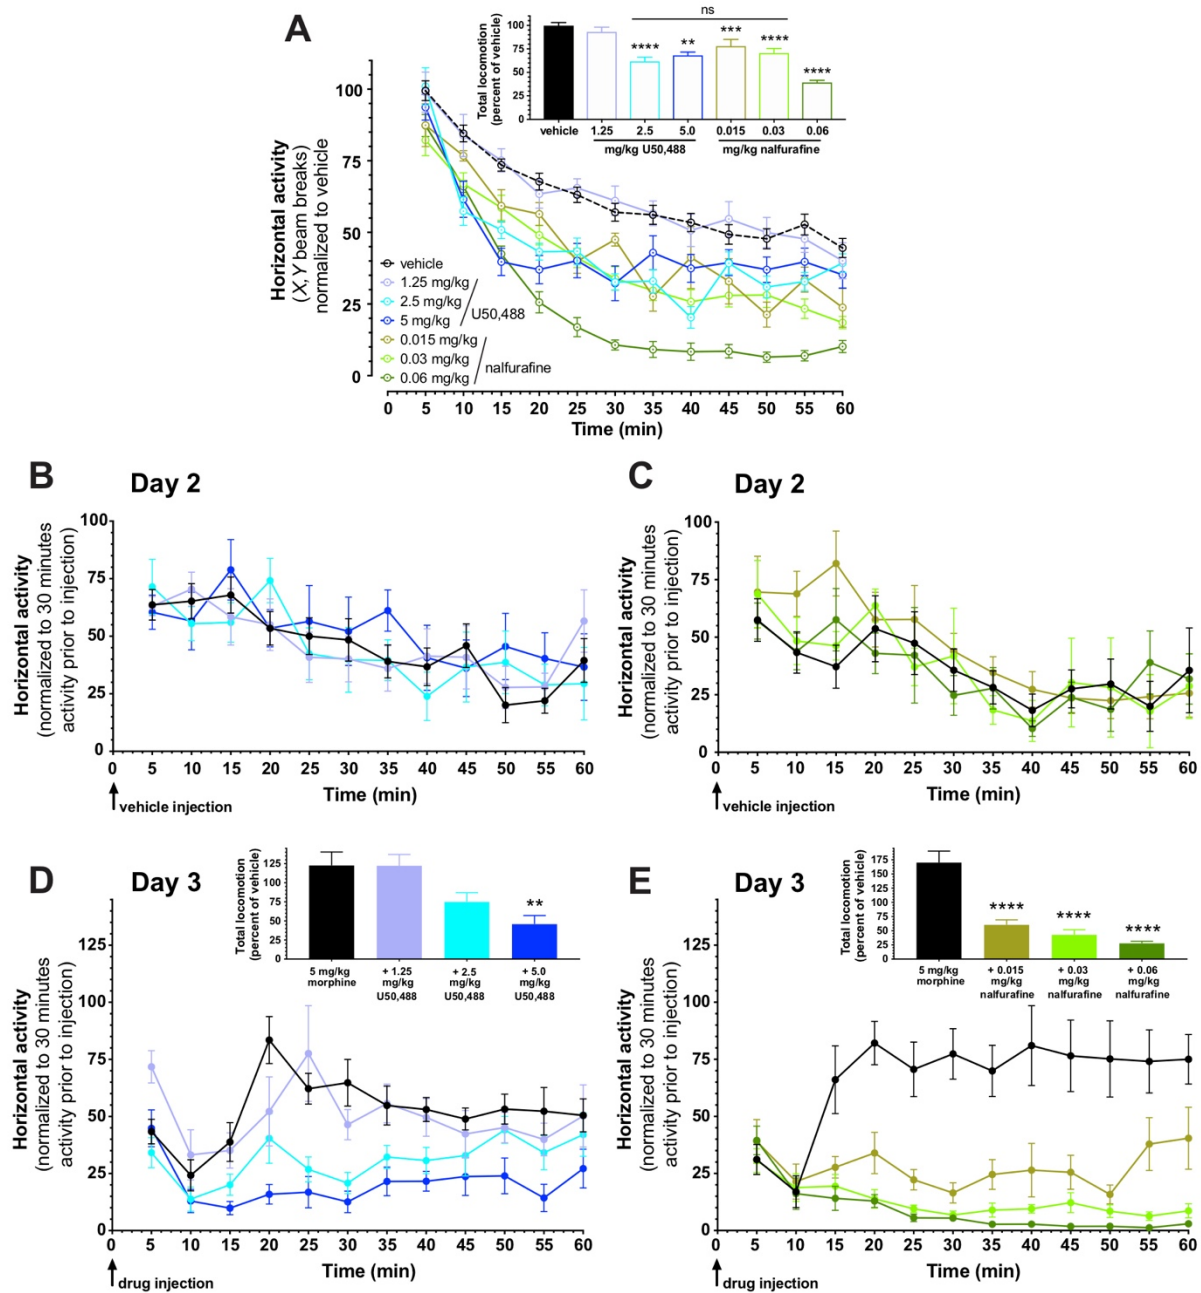 A
ns
Total locomotion
(percent of vehicle)
100
75
50
25
0
****
**
***
****
****
vehicle 1.25 2.5 5.0 0.015 0.03 0.06
mg/kg U50,488 mg/kg nalfurafine
Horizontal activity
(X, Y beam breaks)
normalized to vehicle
100
75
50
25
0
vehicle
1.25 mg/kg
2.5 mg/kg
5 mg/kg
U50,488
0.015 mg/kg
0.03 mg/kg
0.06 mg/kg
nalfurafine
0 5 10 15 20 25 30 35 40 45 50 55 60
Time (min)
B
Day 2
Horizontal activity
(normalized to 30 minutes
activity prior to injection)
100
75
50
25
0
0 5 10 15 20 25 30 35 40 45 50 55 60
Time (min)
vehicle injection
C
Day 2
Horizontal activity
(normalized to 30 minutes
activity prior to injection)
100
75
50
25
0
0 5 10 15 20 25 30 35 40 45 50 55 60
Time (min)
vehicle injection
D
Day 3
Total locomotion
(percent of vehicle)
125
100
75
50
25
0
**
5 mg/kg + 1.25 + 2.5 + 5.0
morphine mg/kg mg/kg mg/kg
U50,488 U50,488 U50,488
Horizontal activity
(normalized to 30 minutes
activity prior to injection)
125
100
75
50
25
0
0 5 10 15 20 25 30 35 40 45 50 55 60
Time (min)
drug injection
E
Day 3
Total locomotion
(percent of vehicle)
175
150
125
100
75
50
25
0
****
****
****
5 mg/kg + 0.015 + 0.03 + 0.06
morphine mg/kg mg/kg mg/kg
nalfurafine nalfurafine nalfurafine
Horizontal activity
(normalized to 30 minutes
activity prior to injection)
125
100
75
50
25
0
0 5 10 15 20 25 30 35 40 45 50 55 60
Time (min)
drug injection